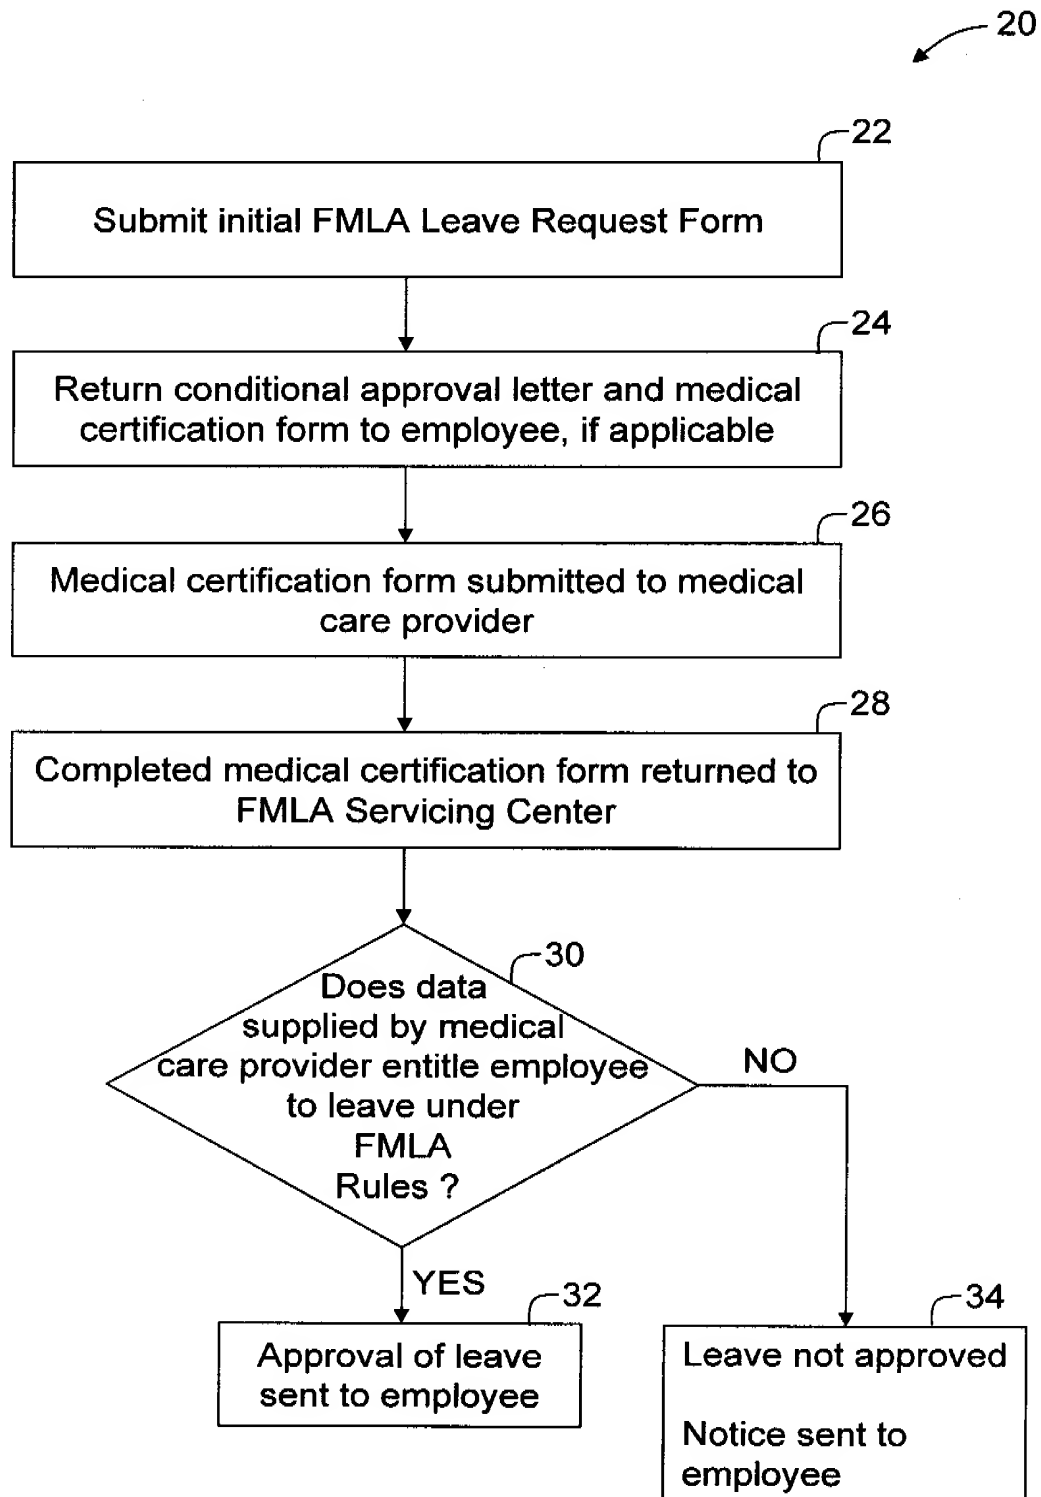 20
22
Submit initial FMLA Leave Request Form
24
Return conditional approval letter and medical
certification form to employee, if applicable
26
Medical certification form submitted to medical
care provider
28
Completed medical certification form returned to
FMLA Servicing Center
30
Does data
supplied by medical
care provider entitle employee
to leave under
FMLA
Rules ?
NO
YES
32
Approval of leave
sent to employee
34
Leave not approved
Notice sent to
employee